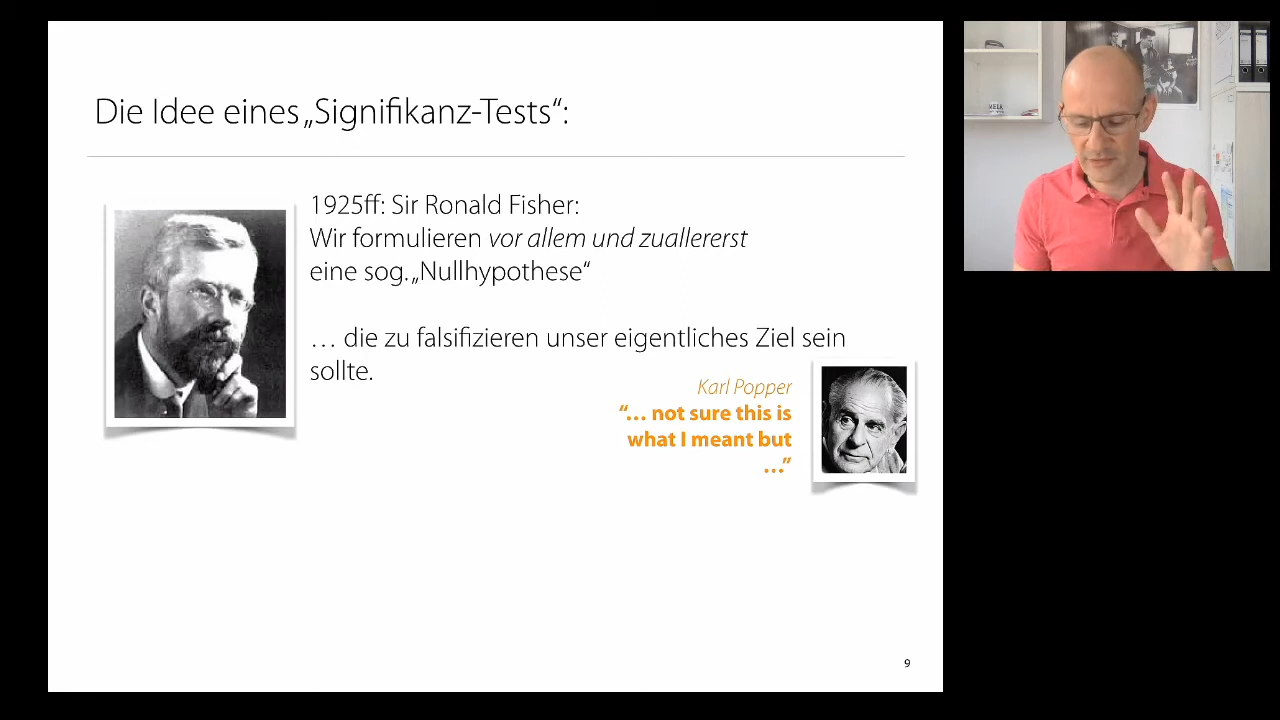 Die Idee eines „Signifikanz-Tests“:
1925ff: Sir Ronald Fisher:
Wir formulieren vor allem und zuallererst
eine sog. „Nullhypothese“
… die zu falsifizieren unser eigentliches Ziel sein
sollte.
Karl Popper
“… not sure this is
what I meant but
…”
9